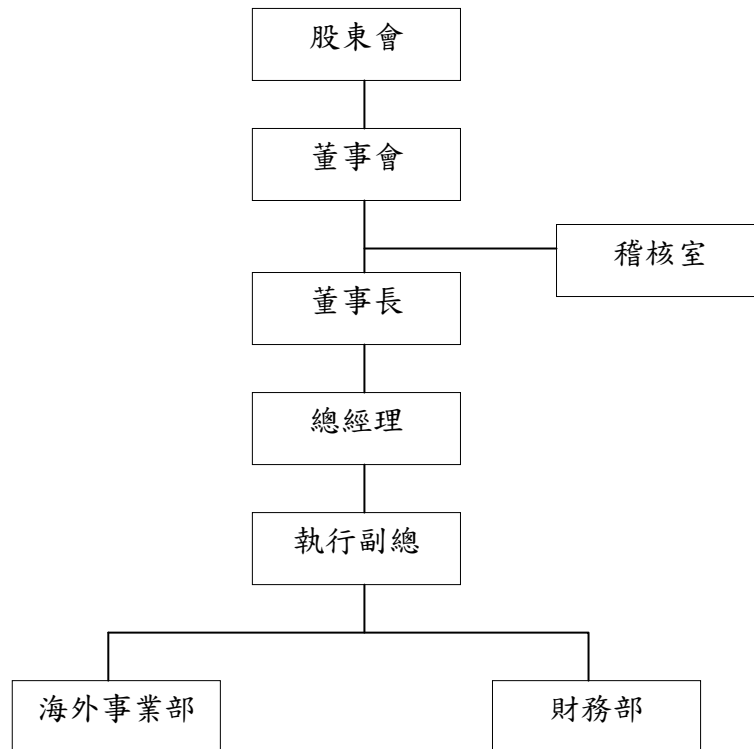 股東會
董事會
稽核室
董事長
總經理
執行副總
海外事業部
財務部